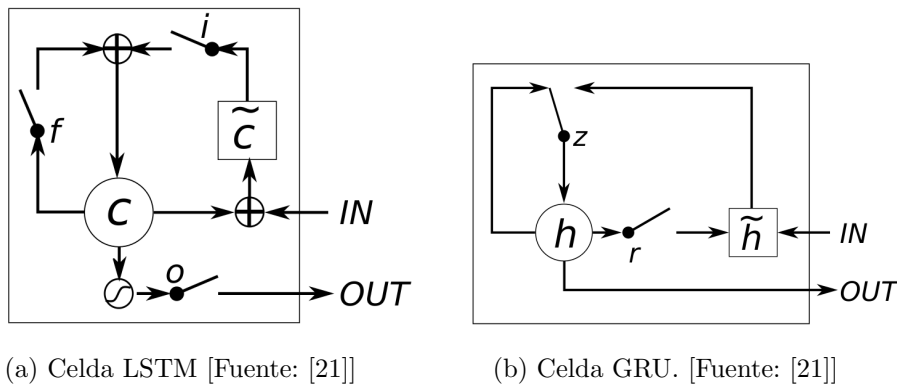 i
f
c̃
c
IN
o
OUT
z
h
r
h̃
IN
OUT
(a) Celda LSTM [Fuente: [21]]
(b) Celda GRU. [Fuente: [21]]